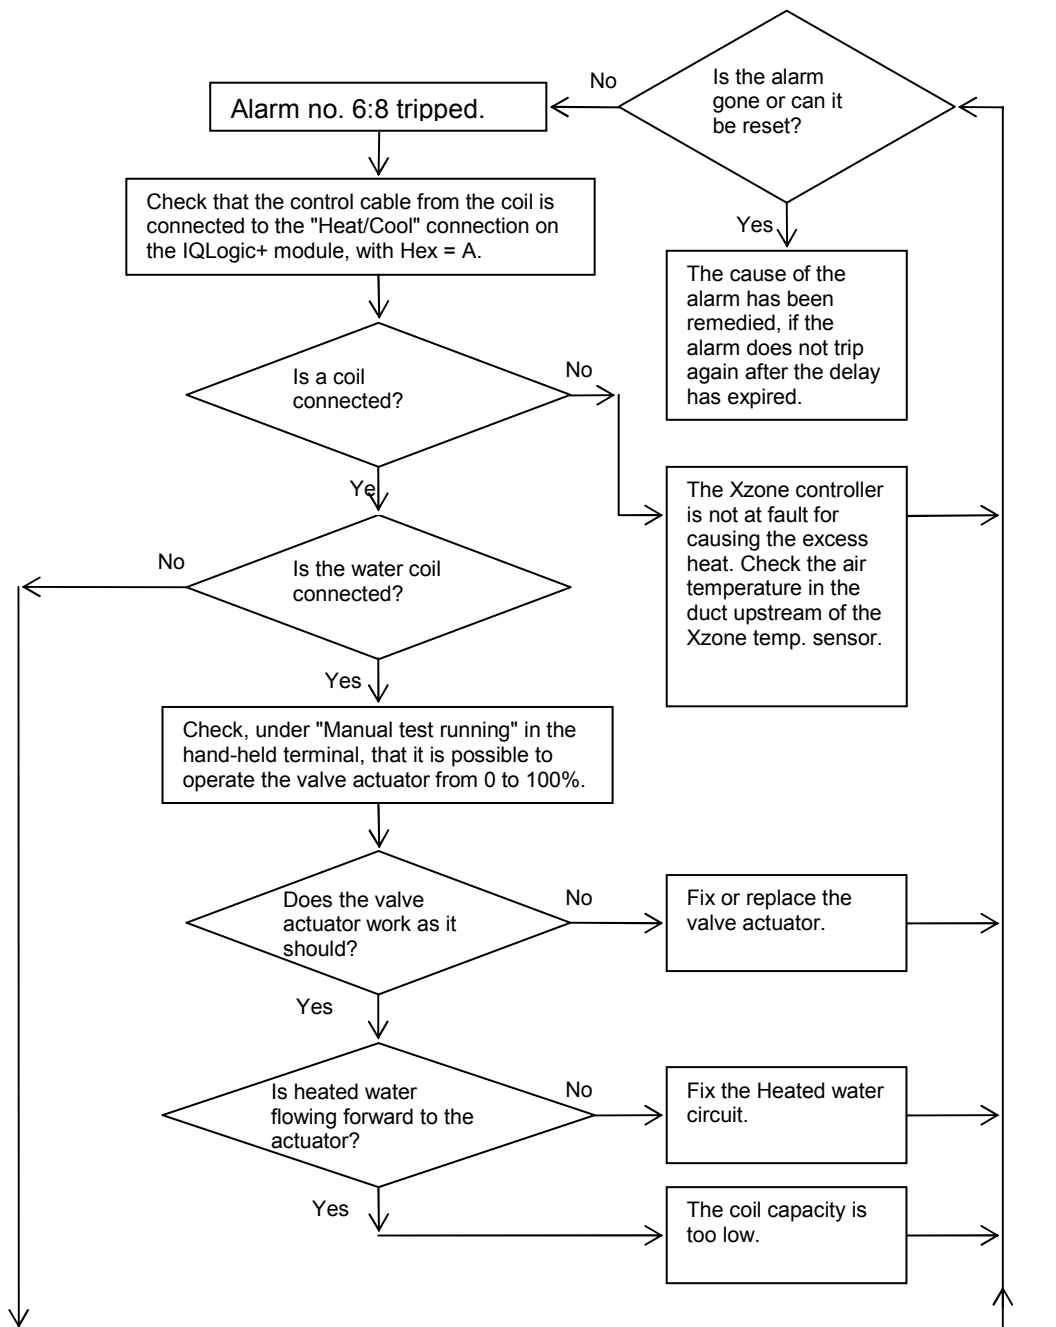 No
Is the alarm
gone or can it
be reset?
Alarm no. 6:8 tripped.
Check that the control cable from the coil is
connected to the "Heat/Cool" connection on
the IQLogic+ module, with Hex = A.
Yes
The cause of the
alarm has been
remedied, if the
alarm does not trip
again after the delay
has expired.
Is a coil
connected?
No
Ye
The Xzone controller
is not at fault for
causing the excess
heat. Check the air
temperature in the
duct upstream of the
Xzone temp. sensor.
No
Is the water coil
connected?
Yes
Check, under "Manual test running" in the
hand-held terminal, that it is possible to
operate the valve actuator from 0 to 100%.
Does the valve
actuator work as it
should?
No
Fix or replace the
valve actuator.
Yes
Is heated water
flowing forward to the
actuator?
No
Fix the Heated water
circuit.
Yes
The coil capacity is
too low.